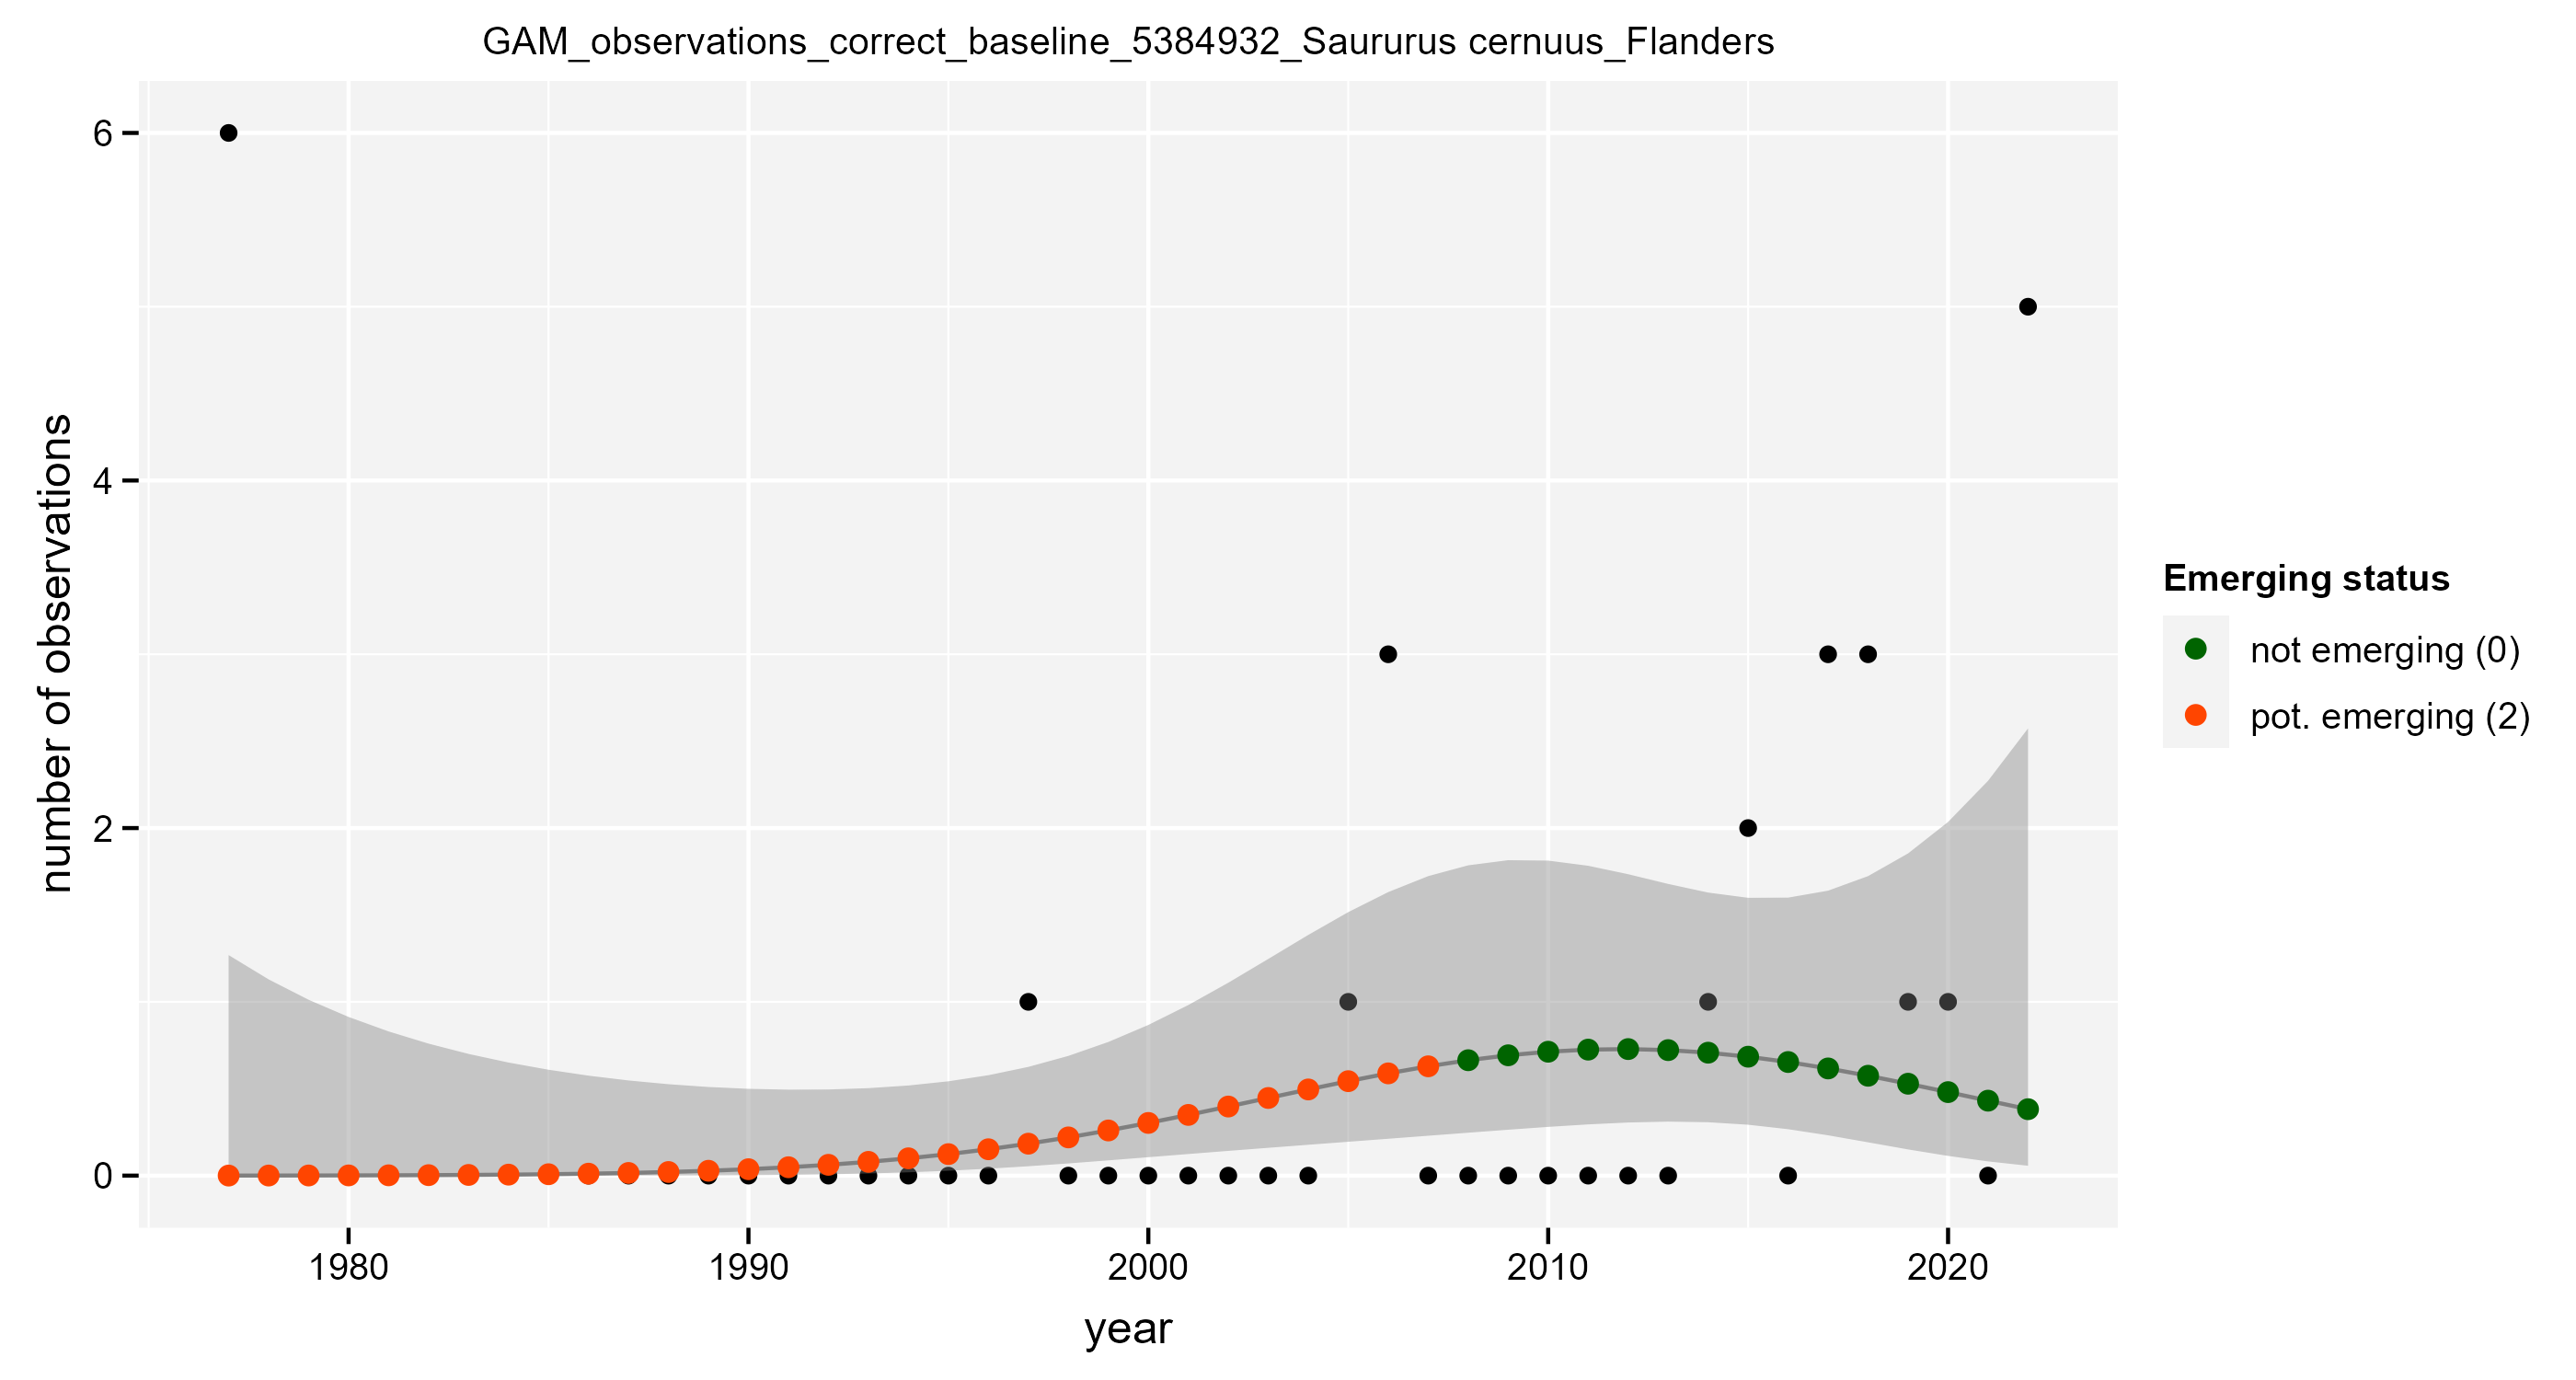 GAM_observations_correct_baseline_5384932_Saururus cernuus_Flanders
number of observations
6
4
2
0
1980
1990
2000
2010
2020
year
Emerging status
not emerging (0)
pot. emerging (2)